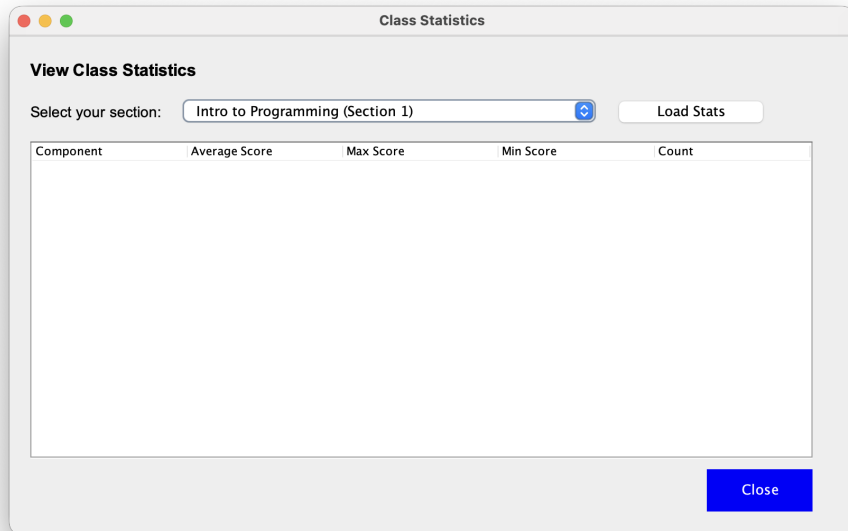 Class Statistics
View Class Statistics
Select your section: Intro to Programming (Section 1) Load Stats
Component Average Score Max Score Min Score Count
Close